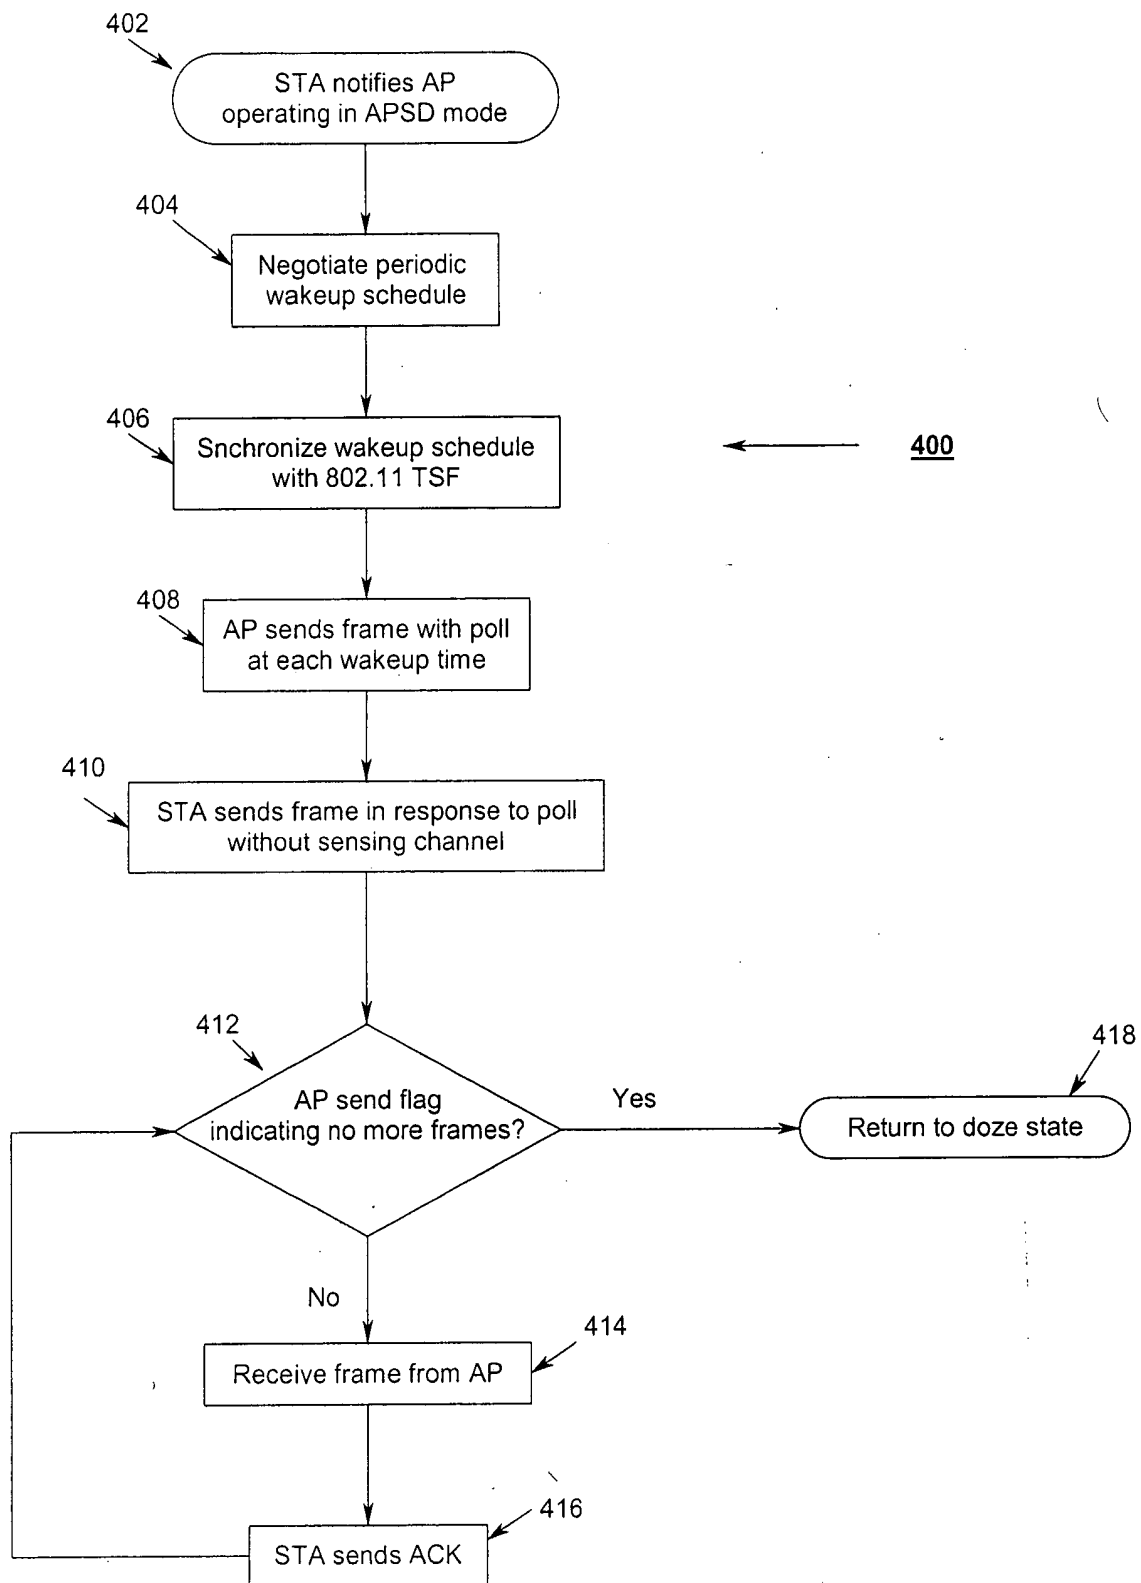 402
STA notifies AP
operating in APSD mode
404
Negotiate periodic
wakeup schedule
406
Snchronize wakeup schedule
with 802.11 TSF
400
408
AP sends frame with poll
at each wakeup time
410
STA sends frame in response to poll
without sensing channel
412
AP send flag
indicating no more frames?
Yes
418
Return to doze state
No
414
Receive frame from AP
416
STA sends ACK